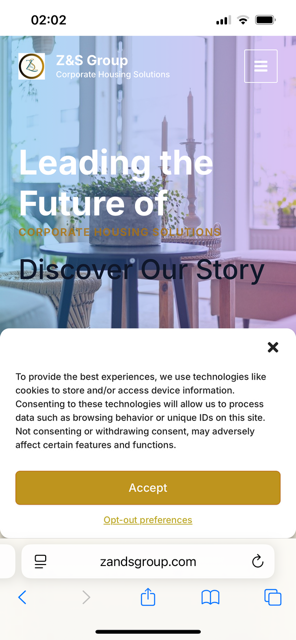 02:02
Z&S Group
Corporate Housing Solutions
Leading the
Future of
CORPORATE HOUSING SOLUTIONS
Discover Our Story
To provide the best experiences, we use technologies like
cookies to store and/or access device information.
Consenting to these technologies will allow us to process
data such as browsing behavior or unique IDs on this site.
Not consenting or withdrawing consent, may adversely
affect certain features and functions.
Accept
Opt-out preferences
zandsgroup.com